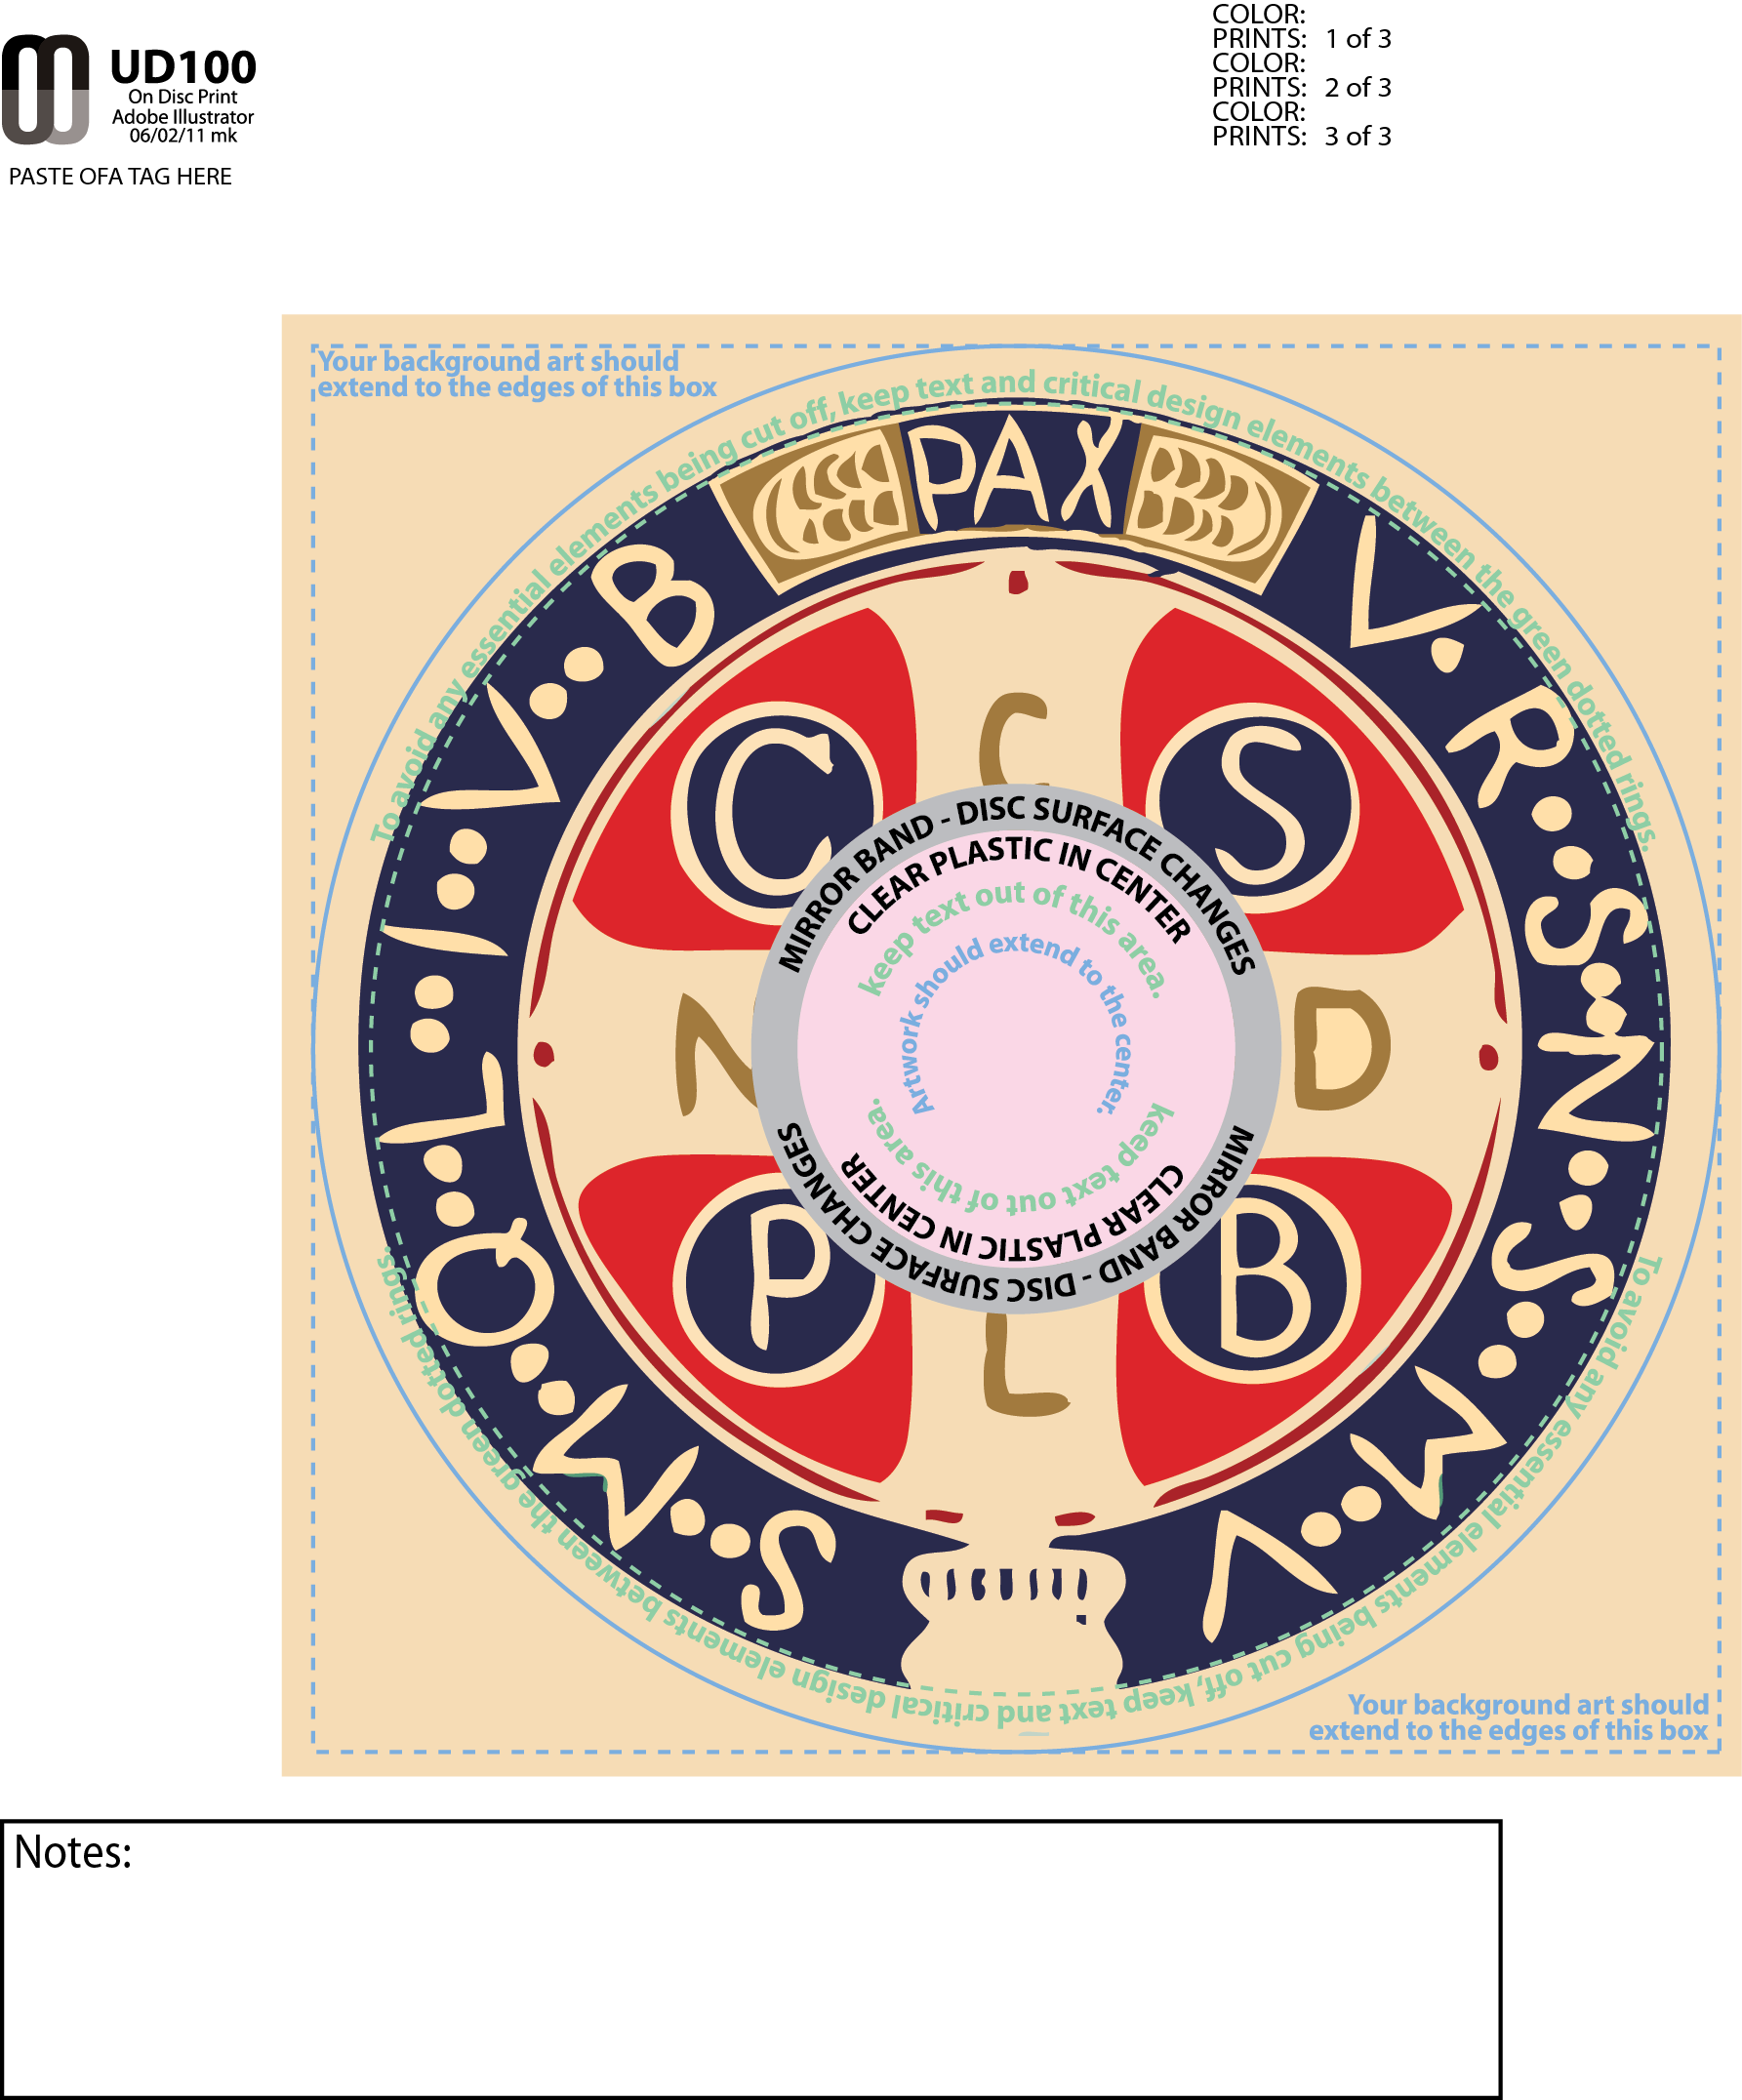 UD100
On Disc Print
Adobe Illustrator
06/02/11 mk
PASTE OFA TAG HERE
COLOR:
PRINTS: 1 of 3
COLOR:
PRINTS: 2 of 3
COLOR:
PRINTS: 3 of 3
Your background art should
extend to the edges of this box
To avoid any essential elements being cut off, keep text and critical design elements between the green dotted rings.
PAX
V. R : S : N : S : M : V
S : M : Q : L : I : V : B
C S
C
N D
L
P B
MIRROR BAND - DISC SURFACE CHANGES
CLEAR PLASTIC IN CENTER
keep text out of this area.
Artwork should extend to the center.
keep text out of this area.
CLEAR PLASTIC IN CENTER
MIRROR BAND - DISC SURFACE CHANGES
To avoid any essential elements being cut off, keep text and critical design elements between the green dotted rings.
Your background art should
extend to the edges of this box
Notes: